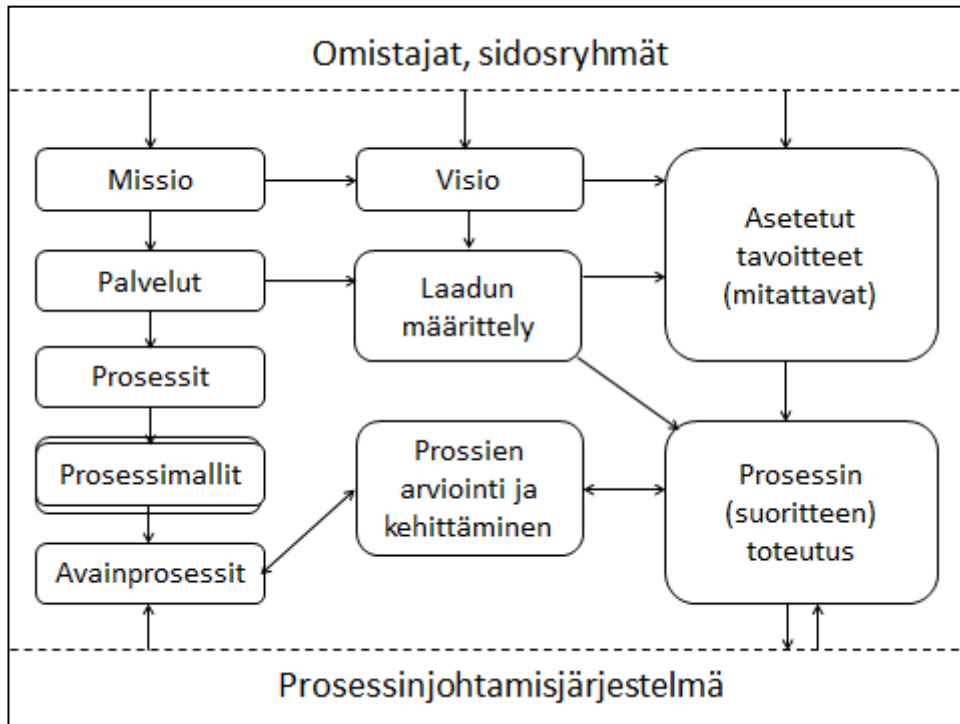 Omistajat, sidosryhmät
Missio
Visio
Asetetut
tavoitteet
(mitattavat)
Palvelut
Laadun
määrittely
Prosessit
Prosessimallit
Prossien
arviointi ja
kehittäminen
Prosessin
(suoritteen)
toteutus
Avainprosessit
Prosessinjohtamisjärjestelmä